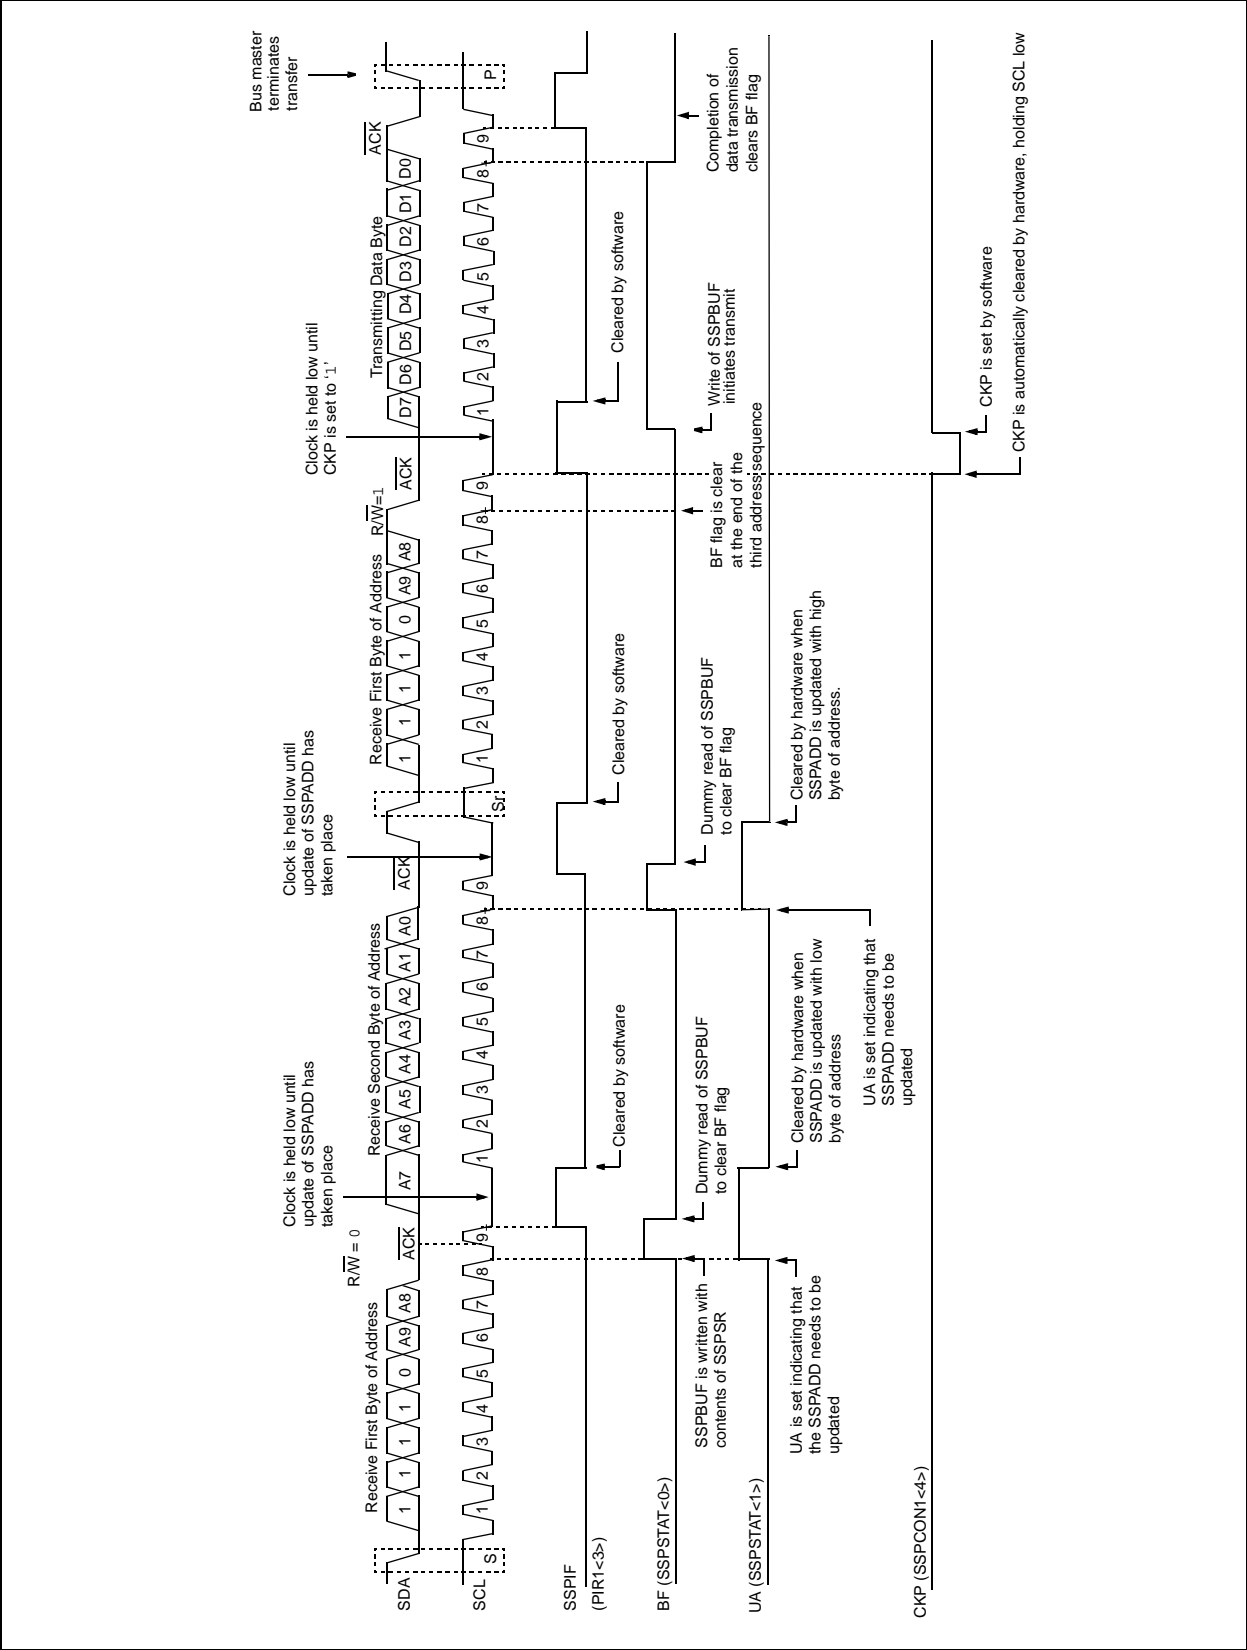 Bus master
terminates
transfer
Clock is held low until
CKP is set to ‘1’
Clock is held low until
update of SSPADD has
taken place
Clock is held low until
update of SSPADD has
taken place
R/W = 0
Receive First Byte of Address
Receive Second Byte of Address
Receive First Byte of Address
R/W=1
Transmitting Data Byte
ACK
SDA
1 1 1 1 0 A9 A8
ACK
A7 A6 A5 A4 A3 A2 A1 A0
ACK
1 1 1 1 0 A9 A8
ACK
D7 D6 D5 D4 D3 D2 D1 D0
SCL
S
1 2 3 4 5 6 7 8 9
1 2 3 4 5 6 7 8 9
Sr
1 2 3 4 5 6 7 8 9
1 2 3 4 5 6 7 8 9
P
SSPIF
(PIR1<3>)
Cleared by software
Cleared by software
Cleared by software
BF (SSPSTAT<0>)
SSPBUF is written with
contents of SSPSR
Dummy read of SSPBUF
to clear BF flag
Dummy read of SSPBUF
to clear BF flag
BF flag is clear
at the end of the
third address sequence
Write of SSPBUF
initiates transmit
Completion of
data transmission
clears BF flag
UA (SSPSTAT<1>)
UA is set indicating that
the SSPADD needs to be
updated
Cleared by hardware when
SSPADD is updated with low
byte of address
UA is set indicating that
SSPADD needs to be
updated
Cleared by hardware when
SSPADD is updated with high
byte of address.
CKP (SSPCON1<4>)
CKP is set by software
CKP is automatically cleared by hardware, holding SCL low